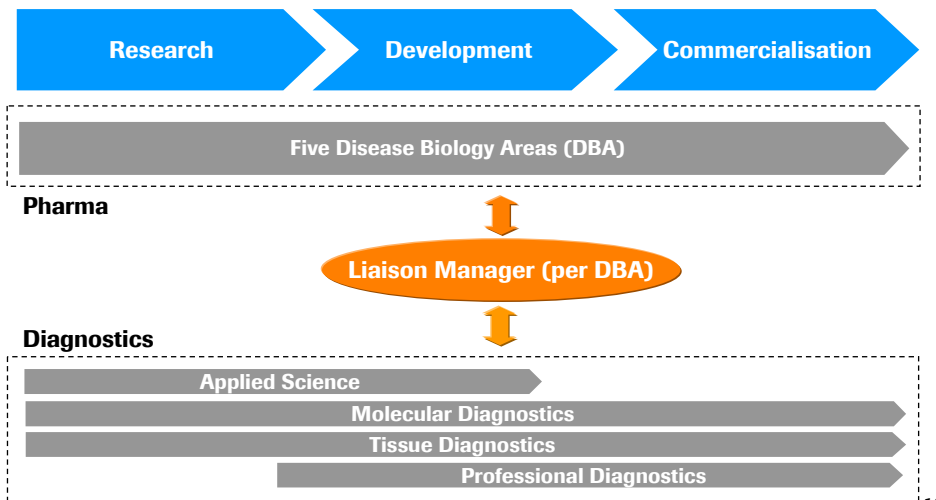 Research
Development
Commercialisation
Five Disease Biology Areas (DBA)
Pharma
Liaison Manager (per DBA)
Diagnostics
Applied Science
Molecular Diagnostics
Tissue Diagnostics
Professional Diagnostics